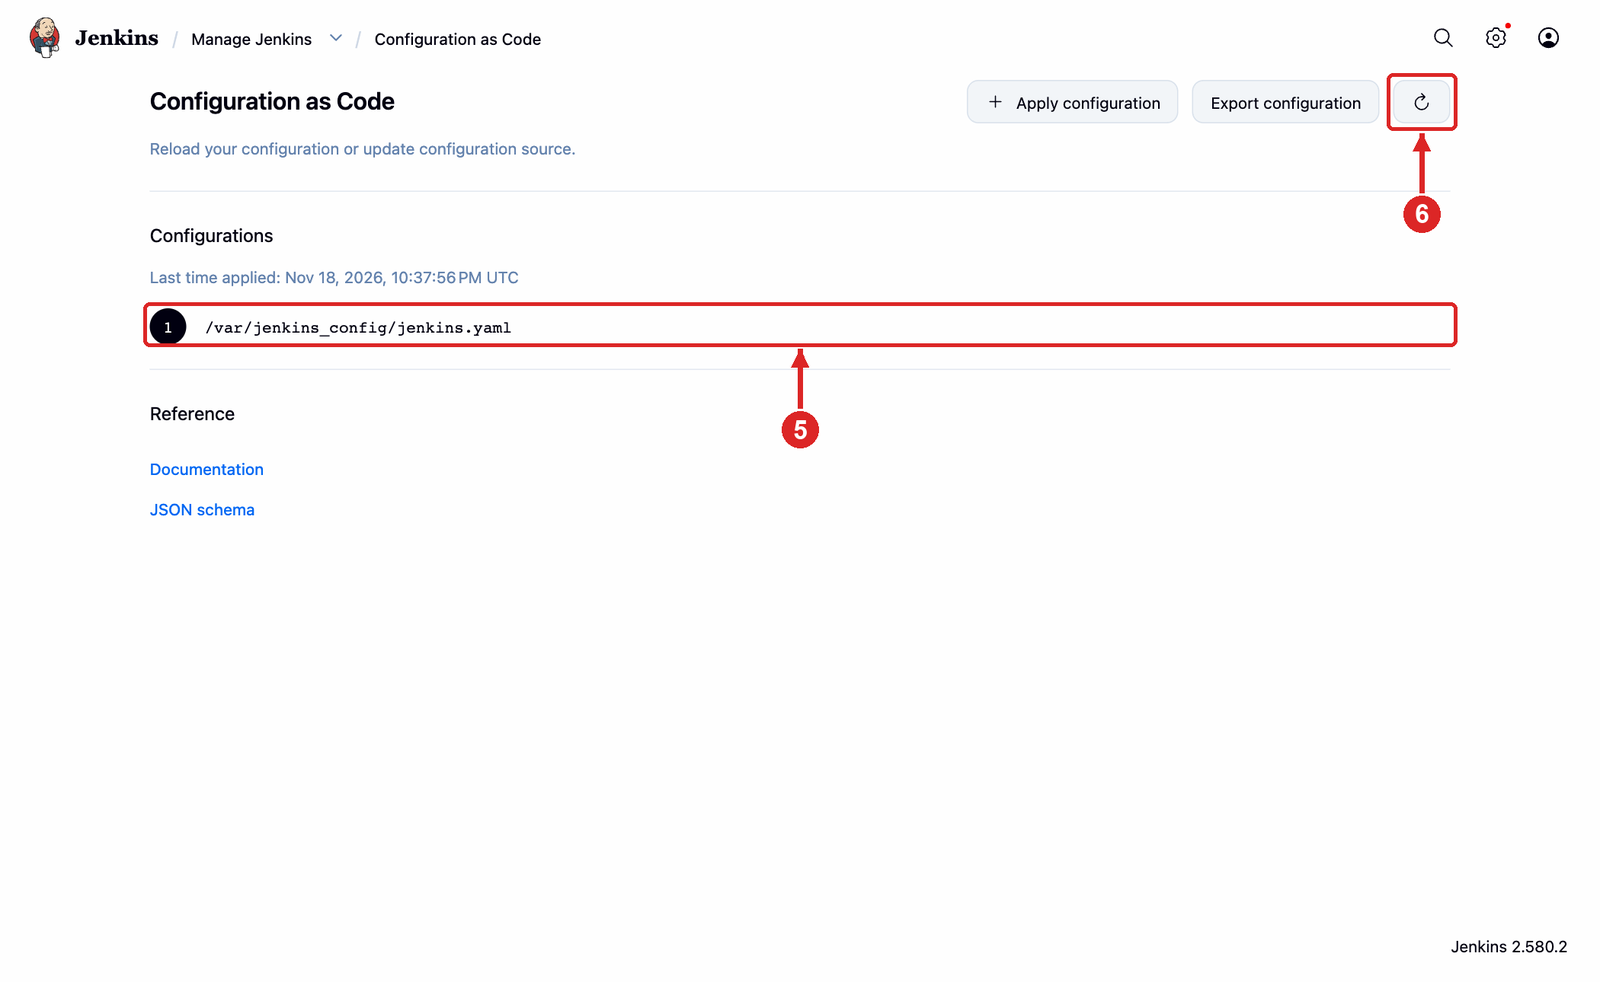 Jenkins / Manage Jenkins / Configuration as Code
Configuration as Code
Apply configuration
Export configuration
Reload your configuration or update configuration source.
6
Configurations
Last time applied: Nov 18, 2026, 10:37:56 PM UTC
1 /var/jenkins_config/jenkins.yaml
5
Reference
Documentation
JSON schema
Jenkins 2.580.2